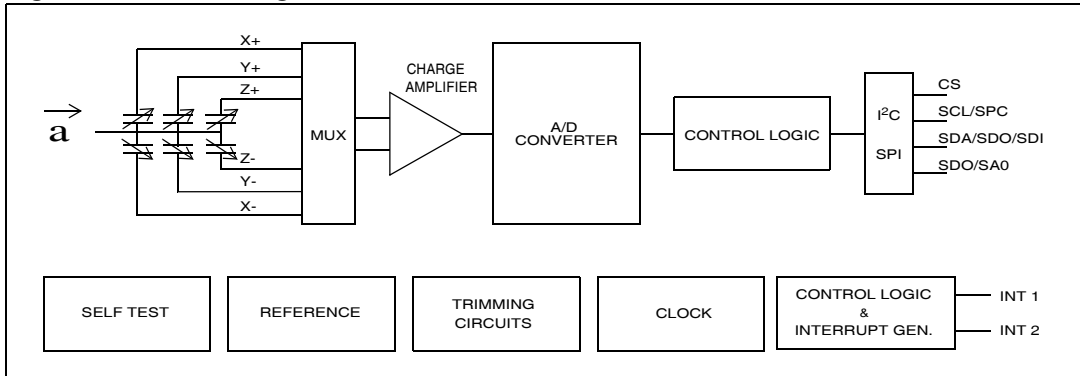 X+
Y+
Z+
a
Z-
Y-
X-
MUX
CHARGE
AMPLIFIER
A/D
CONVERTER
CONTROL LOGIC
I²C
SPI
CS
SCL/SPC
SDA/SDO/SDI
SDO/SA0
SELF TEST
REFERENCE
TRIMMING
CIRCUITS
CLOCK
CONTROL LOGIC
&
INTERRUPT GEN.
INT 1
INT 2